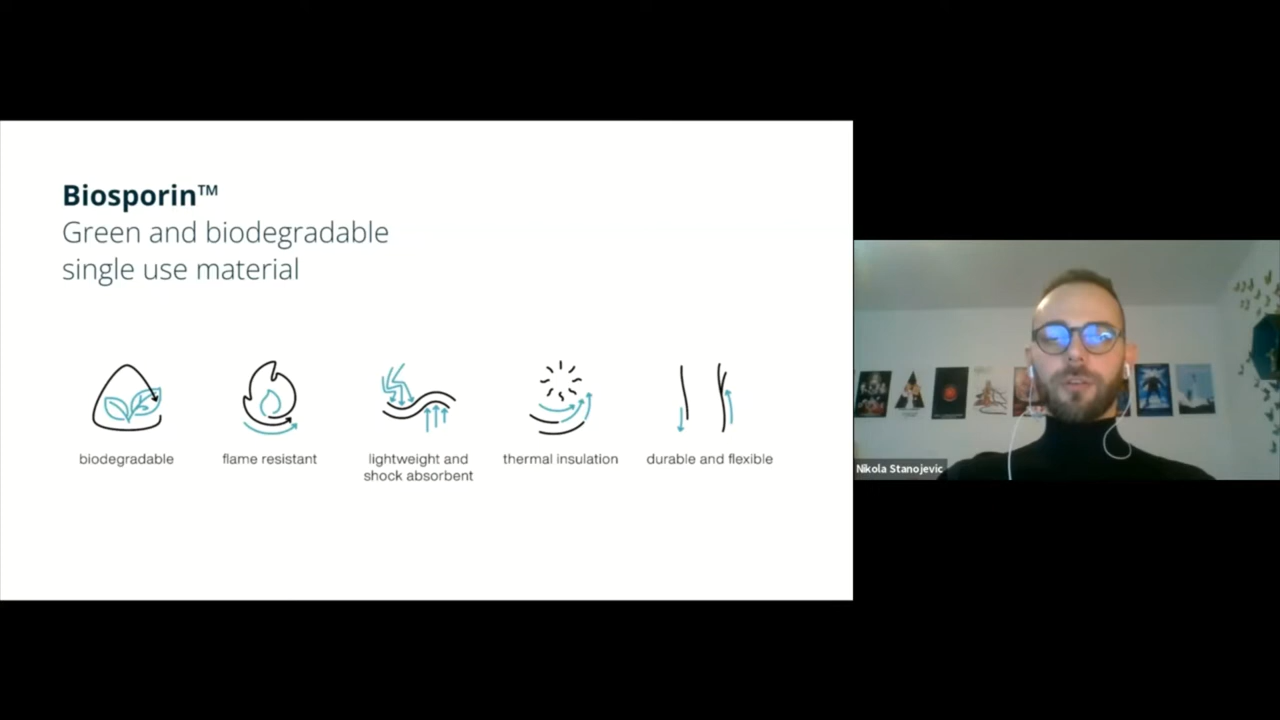 Biosporin™
Green and biodegradable
single use material
biodegradable
flame resistant
lightweight and
shock absorbent
thermal insulation
durable and flexible
Nikola Stanojevic